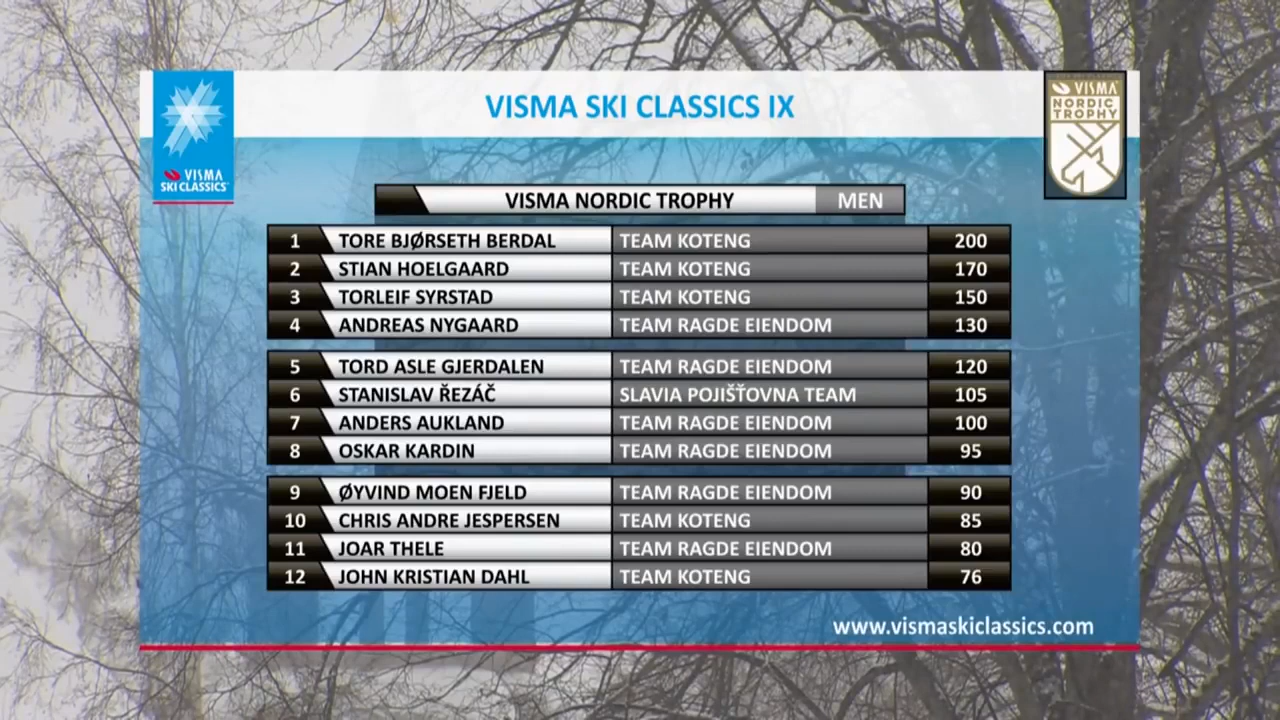 VISMA SKI CLASSICS IX
VISMA
SKI CLASSICS
VISMA
NORDIC
TROPHY
VISMA NORDIC TROPHY MEN
1 TORE BJØRSETH BERDAL TEAM KOTENG 200
2 STIAN HOELGAARD TEAM KOTENG 170
3 TORLEIF SYRSTAD TEAM KOTENG 150
4 ANDREAS NYGAARD TEAM RAGDE EIENDOM 130
5 TORD ASLE GJERDALEN TEAM RAGDE EIENDOM 120
6 STANISLAV ŘEZÁČ SLAVIA POJIŠŤOVNA TEAM 105
7 ANDERS AUKLAND TEAM RAGDE EIENDOM 100
8 OSKAR KARDIN TEAM RAGDE EIENDOM 95
9 ØYVIND MOEN FJELD TEAM RAGDE EIENDOM 90
10 CHRIS ANDRE JESPERSEN TEAM KOTENG 85
11 JOAR THELE TEAM RAGDE EIENDOM 80
12 JOHN KRISTIAN DAHL TEAM KOTENG 76
www.vismaskiclassics.com